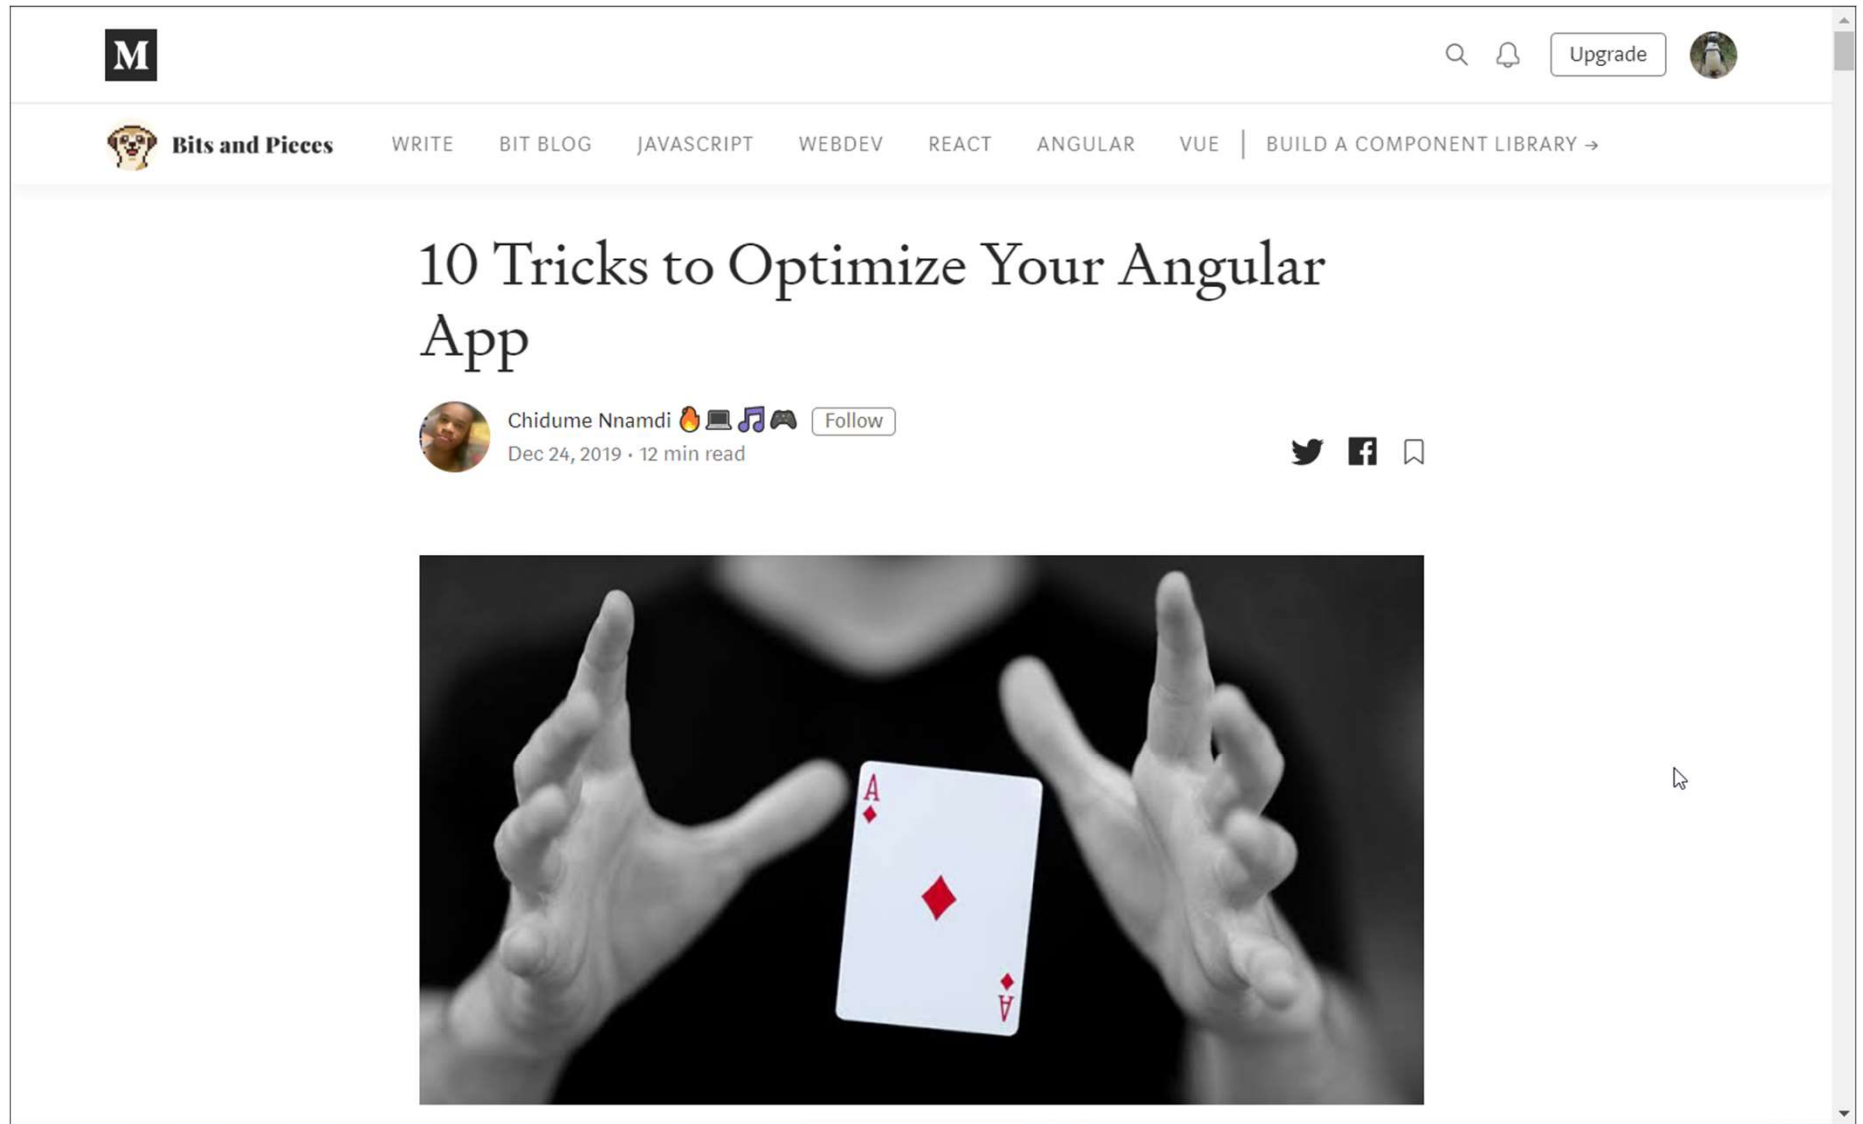 M
Upgrade
Bits and Pieces
WRITE BIT BLOG JAVASCRIPT WEBDEV REACT ANGULAR VUE | BUILD A COMPONENT LIBRARY →
10 Tricks to Optimize Your Angular
App
Chidume Nnamdi 🔥💻🎵🎮 Follow
Dec 24, 2019 · 12 min read
A
A